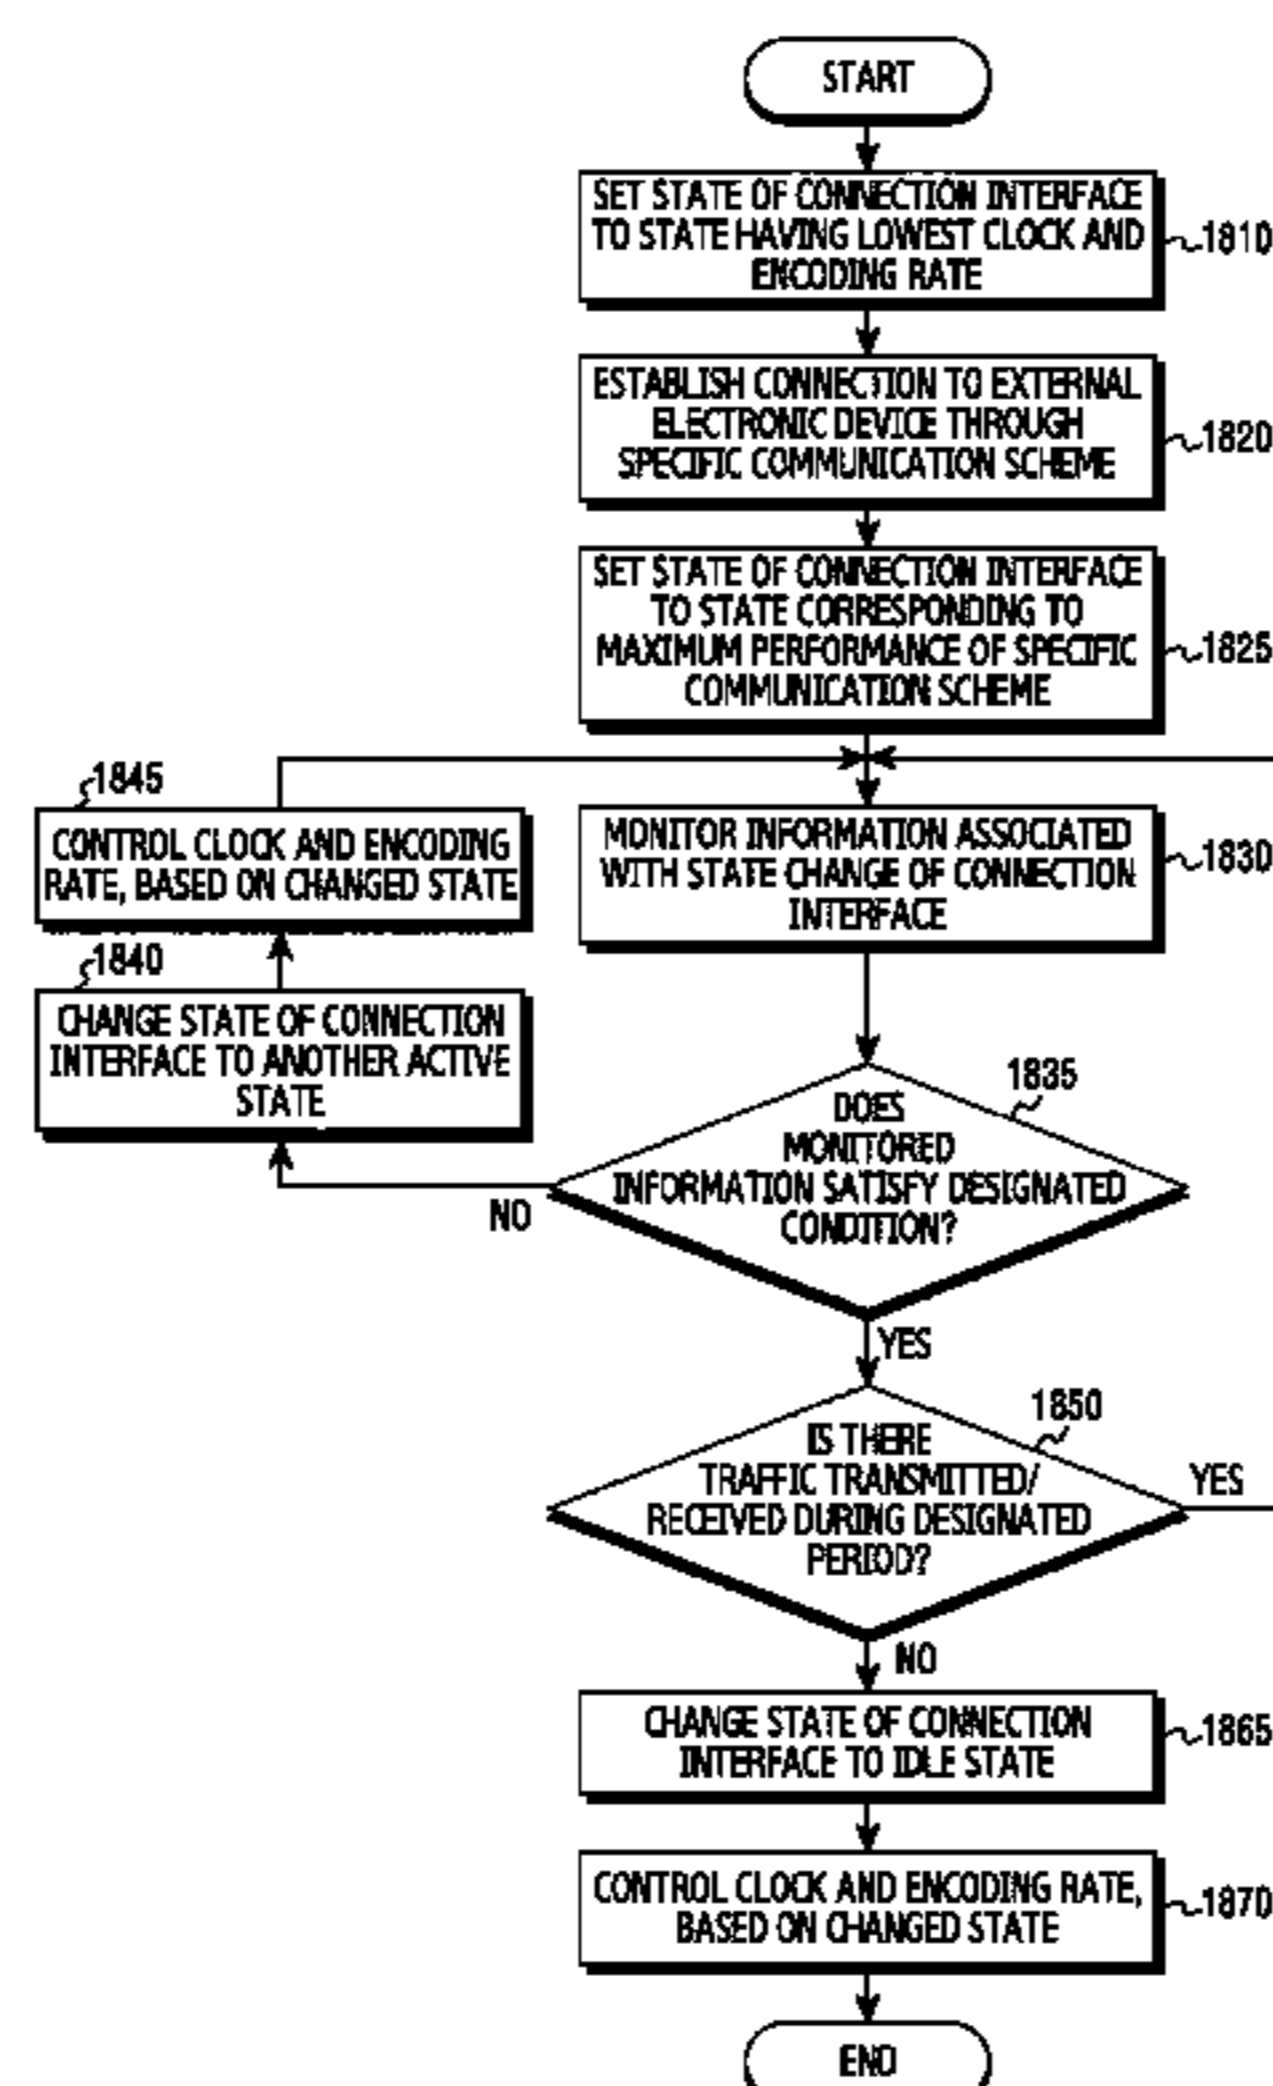 START
SET STATE OF CONNECTION INTERFACE
TO STATE HAVING LOWEST CLOCK AND
ENCODING RATE
1810
ESTABLISH CONNECTION TO EXTERNAL
ELECTRONIC DEVICE THROUGH
SPECIFIC COMMUNICATION SCHEME
1820
SET STATE OF CONNECTION INTERFACE
TO STATE CORRESPONDING TO
MAXIMUM PERFORMANCE OF SPECIFIC
COMMUNICATION SCHEME
1825
1845
CONTROL CLOCK AND ENCODING
RATE, BASED ON CHANGED STATE
MONITOR INFORMATION ASSOCIATED
WITH STATE CHANGE OF CONNECTION
INTERFACE
1830
1840
CHANGE STATE OF CONNECTION
INTERFACE TO ANOTHER ACTIVE
STATE
1835
DOES
MONITORED
INFORMATION SATISFY DESIGNATED
CONDITION?
NO
YES
1850
IS THERE
TRAFFIC TRANSMITTED/
RECEIVED DURING DESIGNATED
PERIOD?
YES
NO
CHANGE STATE OF CONNECTION
INTERFACE TO IDLE STATE
1865
CONTROL CLOCK AND ENCODING RATE,
BASED ON CHANGED STATE
1870
END